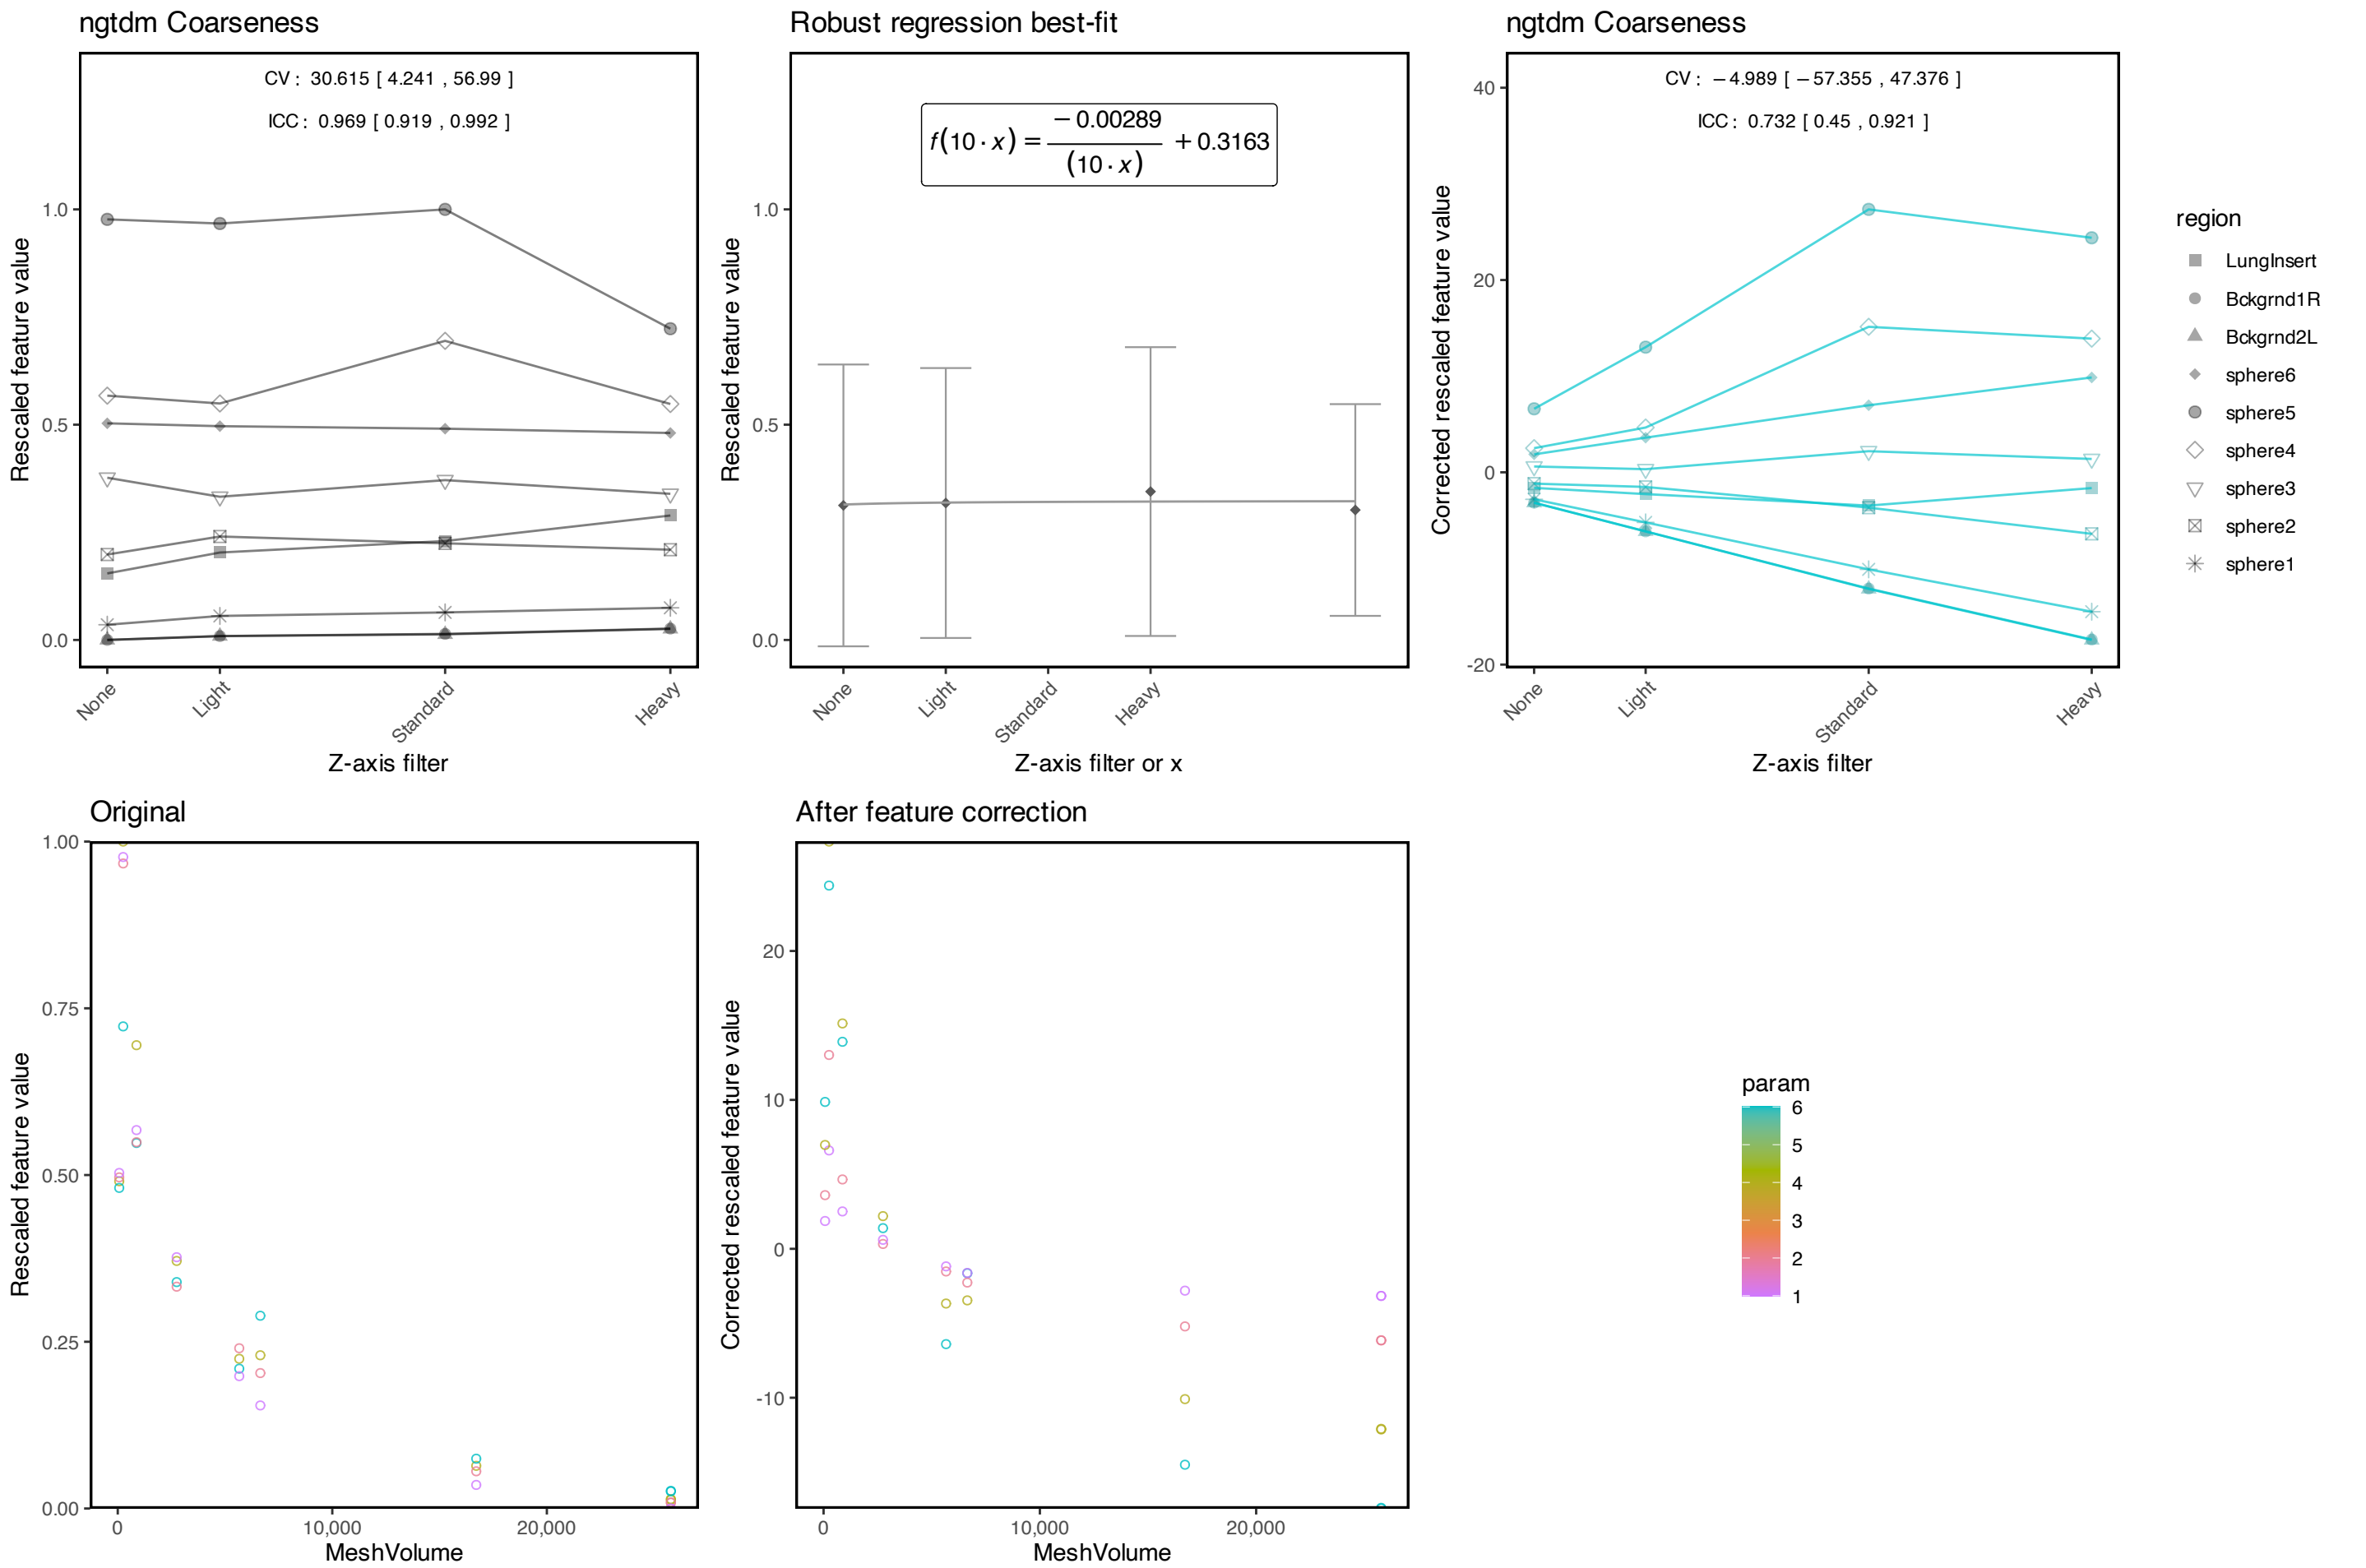 ngtdm Coarseness
CV : 30.615 [ 4.241 , 56.99 ]
ICC : 0.969 [ 0.919 , 0.992 ]
Rescaled feature value
1.0
0.5
0.0
None
Light
Standard
Heavy
Z-axis filter
Robust regression best-fit
f(10 · x) = − 0.00289 / (10 · x) + 0.3163
Rescaled feature value
1.0
0.5
0.0
None
Light
Standard
Heavy
Z-axis filter or x
ngtdm Coarseness
CV : − 4.989 [ − 57.355 , 47.376 ]
ICC : 0.732 [ 0.45 , 0.921 ]
Corrected rescaled feature value
40
20
0
-20
None
Light
Standard
Heavy
Z-axis filter
region
LungInsert
Bckgrnd1R
Bckgrnd2L
sphere6
sphere5
sphere4
sphere3
sphere2
sphere1
Original
Rescaled feature value
1.00
0.75
0.50
0.25
0.00
0
10,000
20,000
MeshVolume
After feature correction
Corrected rescaled feature value
20
10
0
-10
0
10,000
20,000
MeshVolume
param
6
5
4
3
2
1